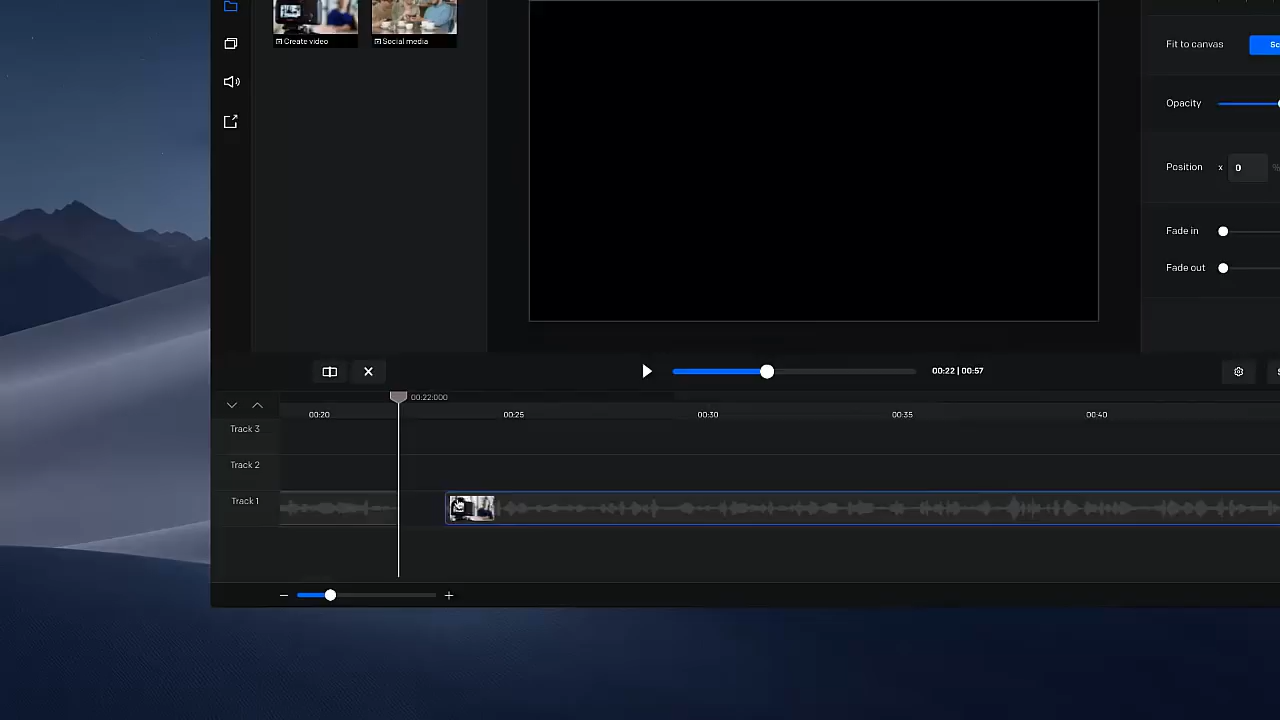 Create video
Social media
Fit to canvas
Opacity
Position x 0 %
Fade in
Fade out
00:22 | 00:57
00:22:000
00:20 00:25 00:30 00:35 00:40
Track 3
Track 2
Track 1